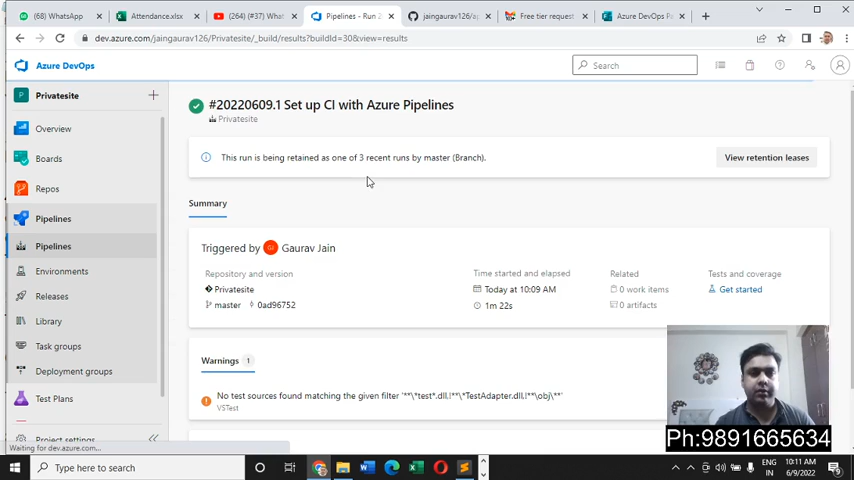 (68) WhatsApp
Attendance.xlsx
(264) (#37) Wha
Pipelines - Run 2
jaingaurav126/a
Free tier request
Azure DevOps P
dev.azure.com/jaingaurav126/Privatesite/_build/results?buildId=30&view=results
Azure DevOps
Search
P Privatesite
Overview
Boards
Repos
Pipelines
Pipelines
Environments
Releases
Library
Task groups
Deployment groups
Test Plans
Project settings
#20220609.1 Set up CI with Azure Pipelines
Privatesite
This run is being retained as one of 3 recent runs by master (Branch).
View retention leases
Summary
Triggered by GJ Gaurav Jain
Repository and version
Privatesite
master 0ad96752
Time started and elapsed
Today at 10:09 AM
1m 22s
Related
0 work items
0 artifacts
Tests and coverage
Get started
Warnings 1
No test sources found matching the given filter '**\*test*.dll,!**\*TestAdapter.dll,!**\obj\**'
VSTest
Ph:9891665634
Waiting for dev.azure.com...
Type here to search
ENG
IN
10:11 AM
6/9/2022